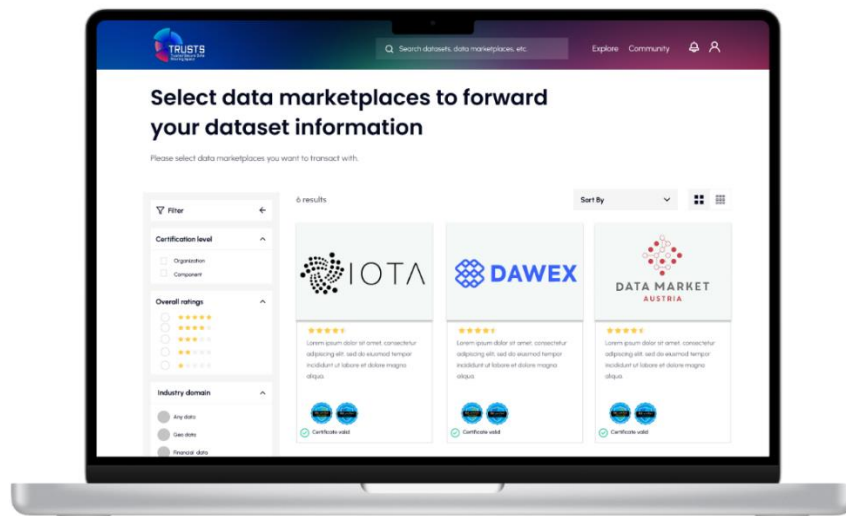 TRUSTS
Trusted Secure Data
Sharing Space
Search datasets, data marketplaces, etc.
Explore
Community
Select data marketplaces to forward
your dataset information
Please select data marketplaces you want to transact with.
Filter
Certification level
Organization
Component
Overall ratings
Industry domain
Any data
Geo data
Financial data
6 results
Sort By
IOTA
Lorem ipsum dolor sit amet, consectetur
adipiscing elit, sed do eiusmod tempor
incididunt ut labore et dolore magna
aliqua.
Certificate valid
DAWEX
Lorem ipsum dolor sit amet, consectetur
adipiscing elit, sed do eiusmod tempor
incididunt ut labore et dolore magna
aliqua.
Certificate valid
DATA MARKET
AUSTRIA
Lorem ipsum dolor sit amet, consectetur
adipiscing elit, sed do eiusmod tempor
incididunt ut labore et dolore magna
aliqua.
Certificate valid